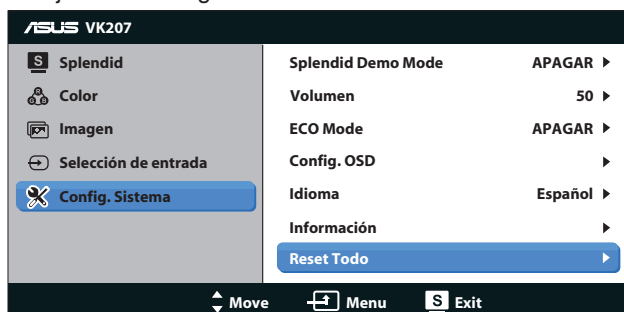 ASUS VK207
S Splendid
Color
Imagen
Selección de entrada
Config. Sistema
Splendid Demo Mode APAGAR
Volumen 50
ECO Mode APAGAR
Config. OSD
Idioma Español
Información
Reset Todo
Move Menu S Exit